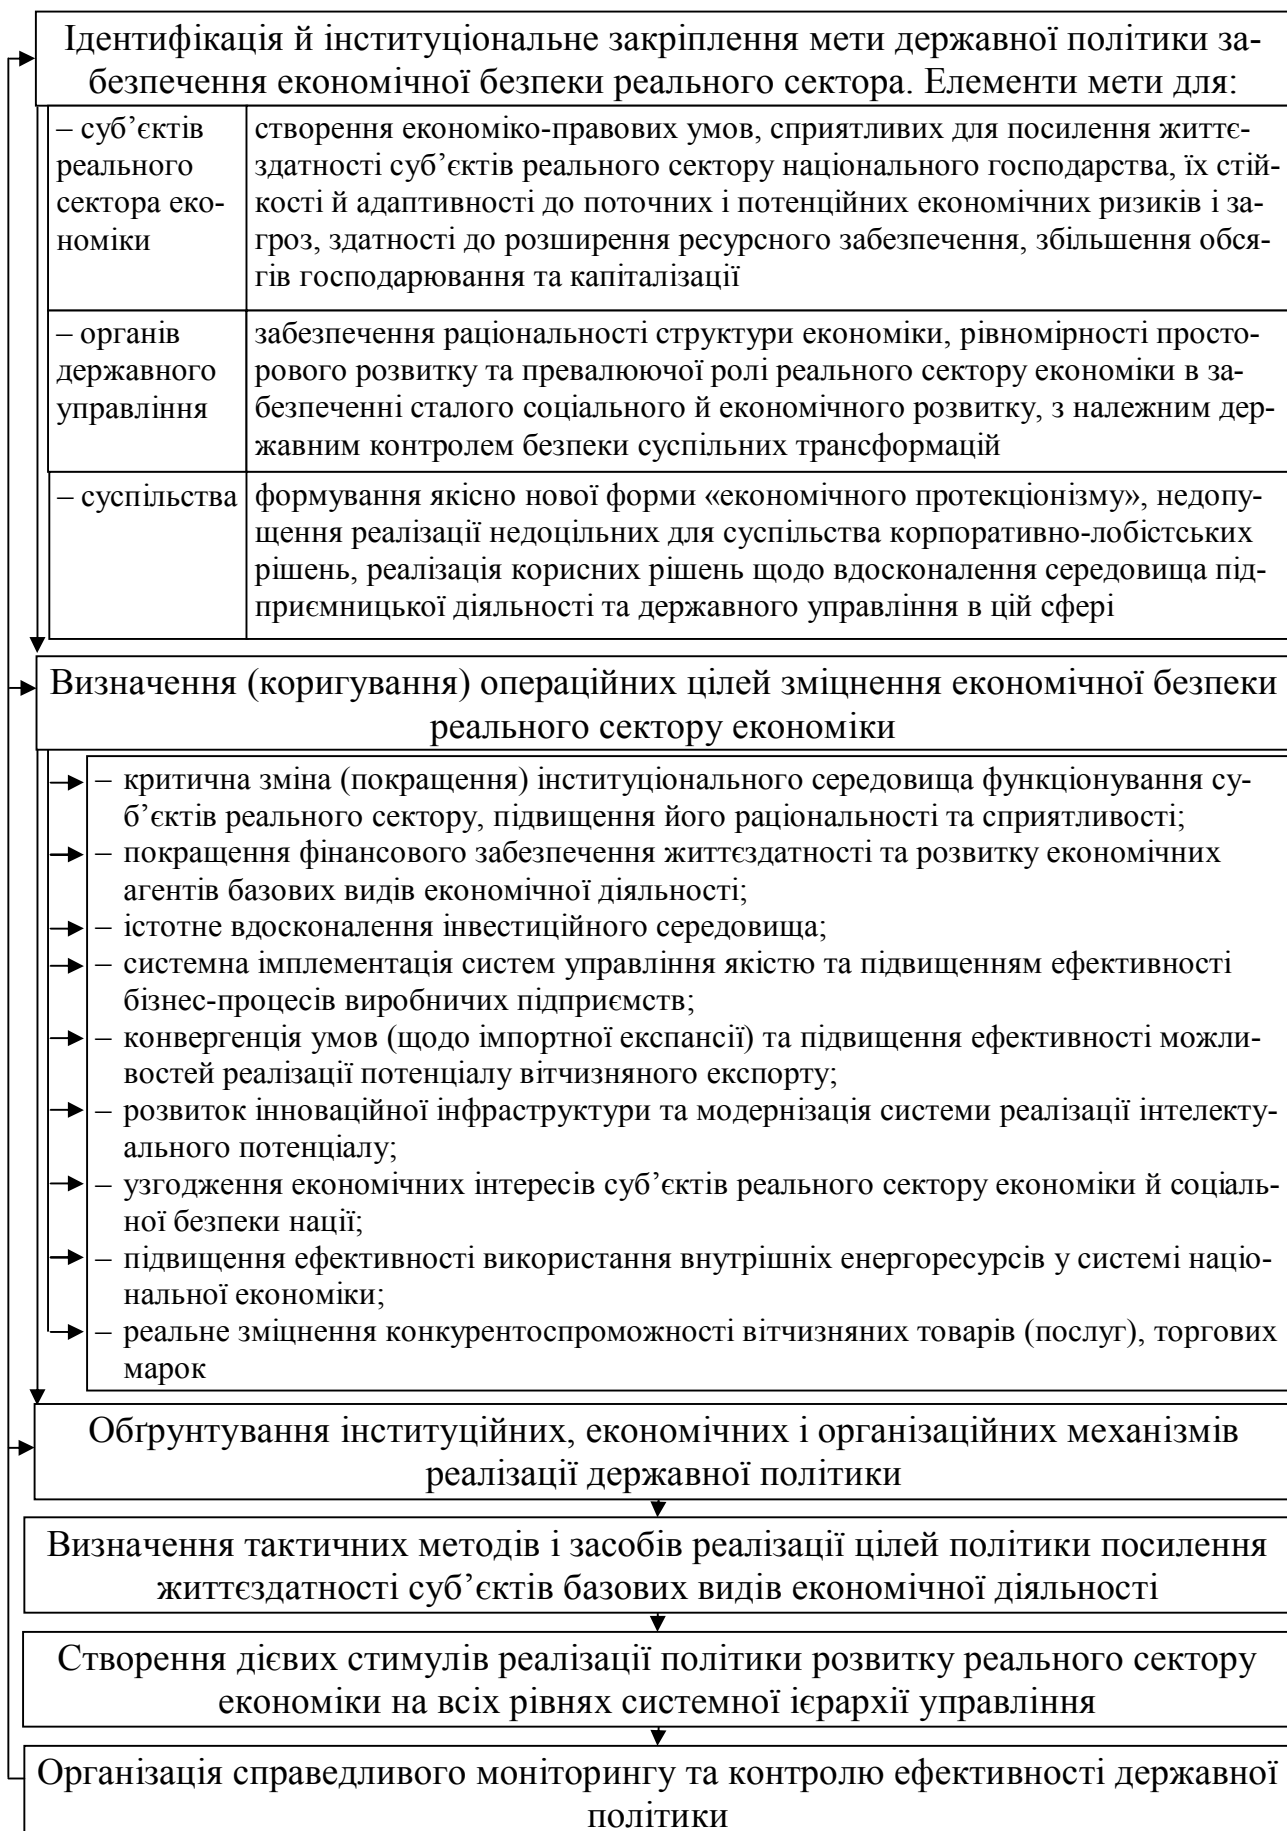 Ідентифікація й інституціональне закріплення мети державної політики за-
безпечення економічної безпеки реального сектора. Елементи мети для:
– суб’єктів
реального
сектора еко-
номіки
створення економіко-правових умов, сприятливих для посилення життє-
здатності суб’єктів реального сектору національного господарства, їх стій-
кості й адаптивності до поточних і потенційних економічних ризиків і за-
гроз, здатності до розширення ресурсного забезпечення, збільшення обся-
гів господарювання та капіталізації
– органів
державного
управління
забезпечення раціональності структури економіки, рівномірності просто-
рового розвитку та превалюючої ролі реального сектору економіки в за-
безпеченні сталого соціального й економічного розвитку, з належним дер-
жавним контролем безпеки суспільних трансформацій
– суспільства
формування якісно нової форми «економічного протекціонізму», недопу-
щення реалізації недоцільних для суспільства корпоративно-лобістських
рішень, реалізація корисних рішень щодо вдосконалення середовища під-
приємницької діяльності та державного управління в цій сфері
Визначення (коригування) операційних цілей зміцнення економічної безпеки
реального сектору економіки
– критична зміна (покращення) інституціонального середовища функціонування су-
б’єктів реального сектору, підвищення його раціональності та сприятливості;
– покращення фінансового забезпечення життєздатності та розвитку економічних
агентів базових видів економічної діяльності;
– істотне вдосконалення інвестиційного середовища;
– системна імплементація систем управління якістю та підвищенням ефективності
бізнес-процесів виробничих підприємств;
– конвергенція умов (щодо імпортної експансії) та підвищення ефективності можли-
востей реалізації потенціалу вітчизняного експорту;
– розвиток інноваційної інфраструктури та модернізація системи реалізації інтелекту-
ального потенціалу;
– узгодження економічних інтересів суб’єктів реального сектору економіки й соціаль-
ної безпеки нації;
– підвищення ефективності використання внутрішніх енергоресурсів у системі націо-
нальної економіки;
– реальне зміцнення конкурентоспроможності вітчизняних товарів (послуг), торгових
марок
Обґрунтування інституційних, економічних і організаційних механізмів
реалізації державної політики
Визначення тактичних методів і засобів реалізації цілей політики посилення
життєздатності суб’єктів базових видів економічної діяльності
Створення дієвих стимулів реалізації політики розвитку реального сектору
економіки на всіх рівнях системної ієрархії управління
Організація справедливого моніторингу та контролю ефективності державної
політики